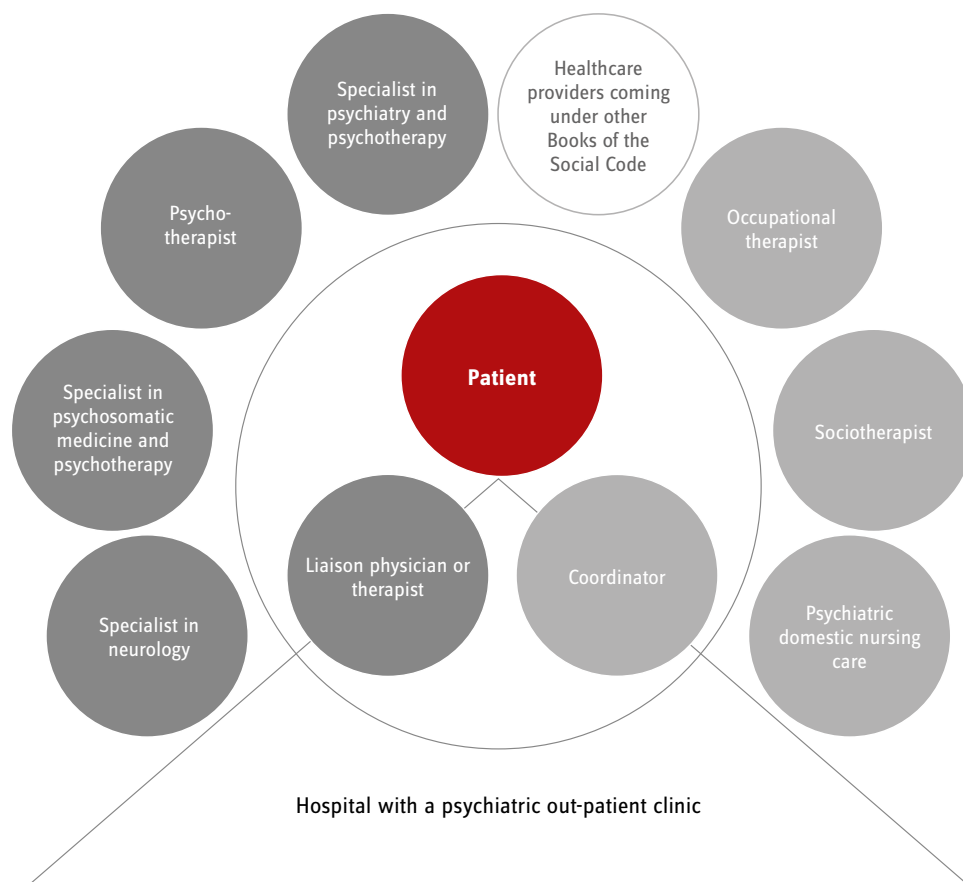 Specialist in
psychiatry and
psychotherapy
Healthcare
providers coming
under other
Books of the
Social Code
Psycho-
therapist
Occupational
therapist
Patient
Specialist in
psychosomatic
medicine and
psychotherapy
Sociotherapist
Liaison physician or
therapist
Coordinator
Specialist in
neurology
Psychiatric
domestic nursing
care
Hospital with a psychiatric out-patient clinic